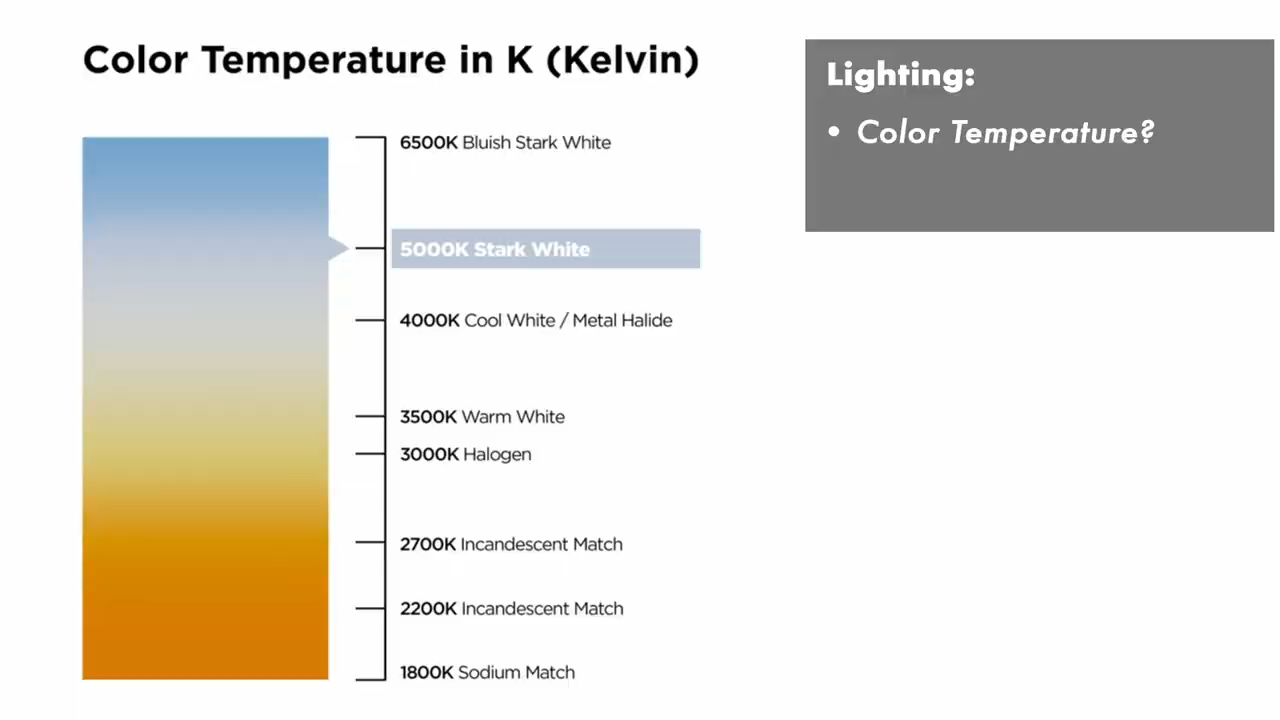 Color Temperature in K (Kelvin)
6500K Bluish Stark White
5000K Stark White
4000K Cool White / Metal Halide
3500K Warm White
3000K Halogen
2700K Incandescent Match
2200K Incandescent Match
1800K Sodium Match
Lighting:
• Color Temperature?